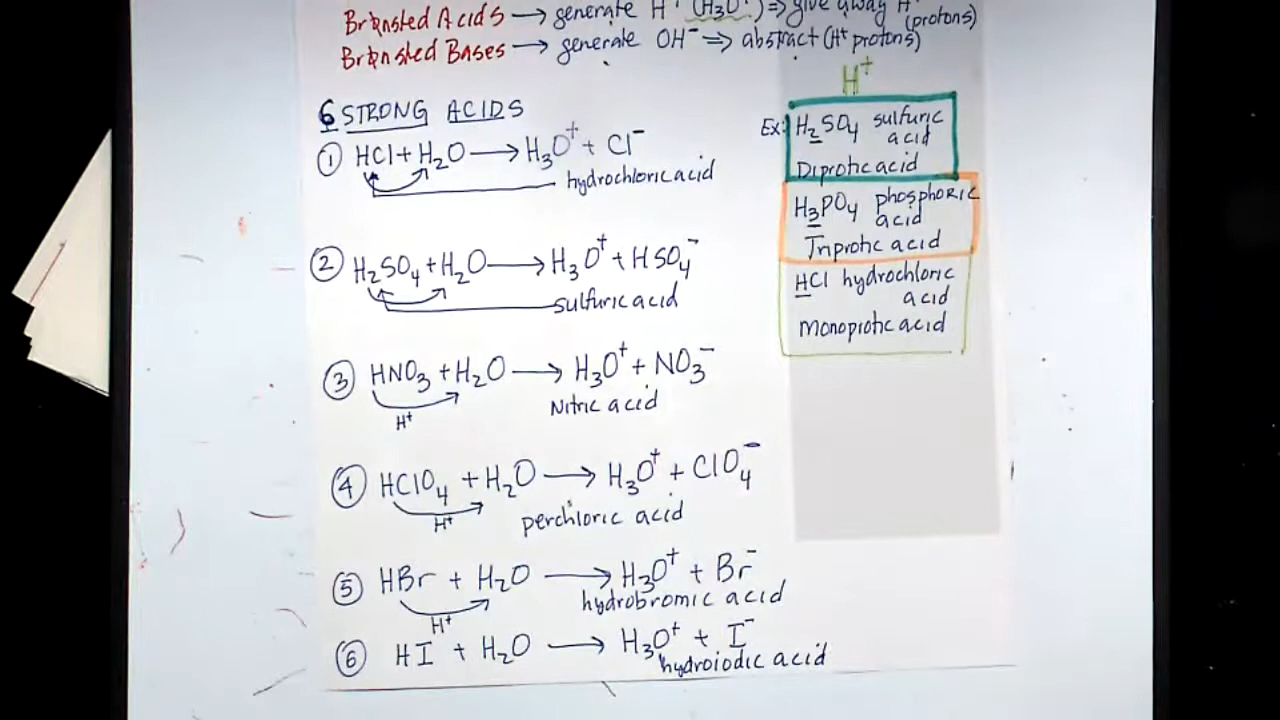 Brønsted Acids → generate H⁺ (H₃O⁺) ⇒ give away H⁺
(protons)
Brønsted Bases → generate OH⁻ ⇒ abstract (H⁺ protons)
H⁺
6 STRONG ACIDS
① HCl + H₂O → H₃O⁺ + Cl⁻
hydrochloric acid
② H₂SO₄ + H₂O → H₃O⁺ + HSO₄⁻
sulfuric acid
③ HNO₃ + H₂O → H₃O⁺ + NO₃⁻
H⁺
Nitric acid
④ HClO₄ + H₂O → H₃O⁺ + ClO₄⁻
H⁺
perchloric acid
⑤ HBr + H₂O → H₃O⁺ + Br⁻
hydrobromic acid
H⁺
⑥ HI + H₂O → H₃O⁺ + I⁻
hydroiodic acid
Ex: H₂SO₄ sulfuric
acid
Diprotic acid
H₃PO₄ phosphoric
acid
Triprotic acid
HCl hydrochloric
acid
Monoprotic acid